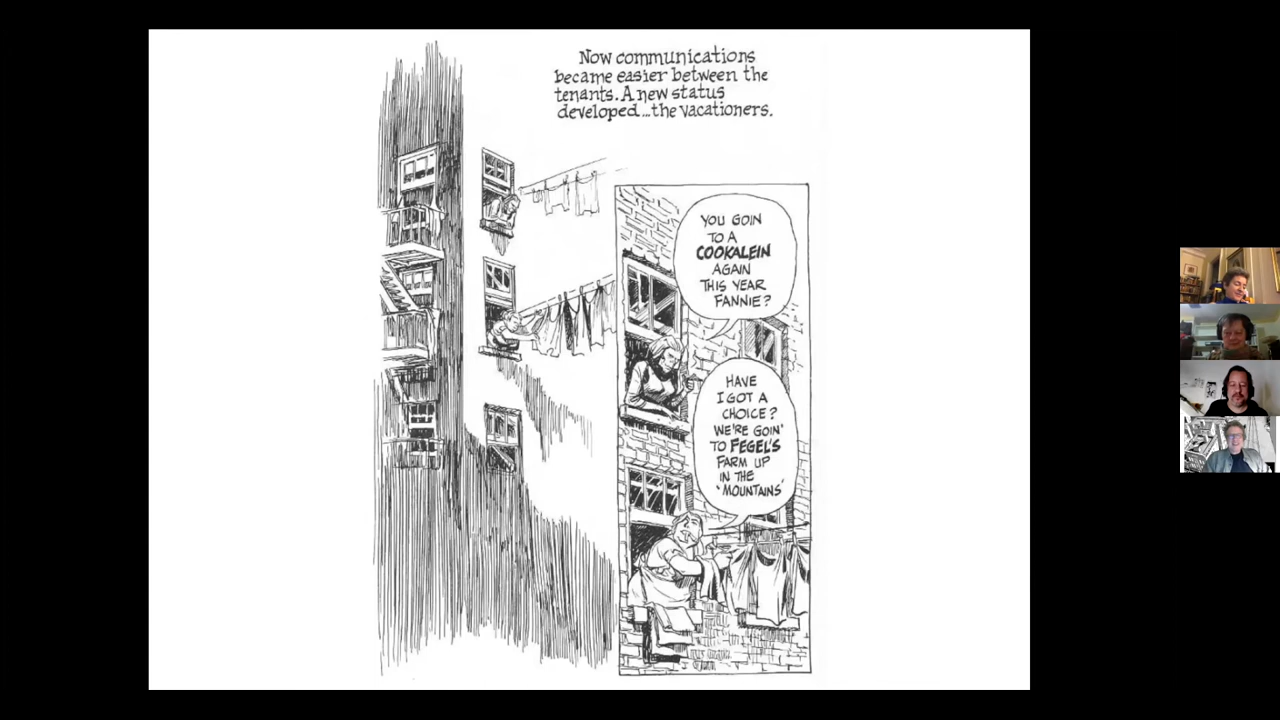 Now communications
became easier between the
tenants. A new status
developed...the vacationers.
YOU GOIN
TO A
COOKALEIN
AGAIN
THIS YEAR
FANNIE?
HAVE
I GOT A
CHOICE?
WE'RE GOIN'
TO FEGEL'S
FARM UP
IN THE
'MOUNTAINS'